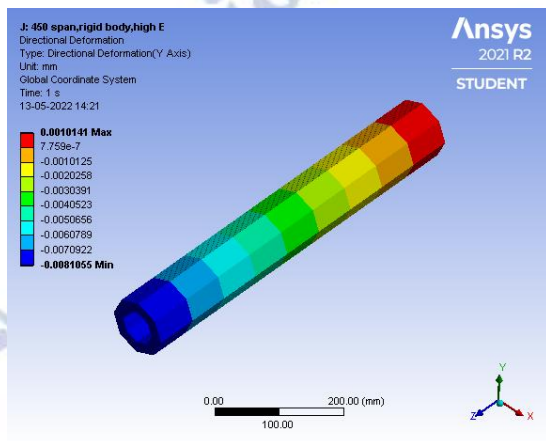 J: 450 span,rigid body,high E
Directional Deformation
Type: Directional Deformation(Y Axis)
Unit: mm
Global Coordinate System
Time: 1 s
13-05-2022 14:21
0.0010141 Max
7.759e-7
-0.0010125
-0.0020258
-0.0030391
-0.0040523
-0.0050656
-0.0060789
-0.0070922
-0.0081055 Min
Ansys
2021 R2
STUDENT
0.00
200.00 (mm)
100.00
Y
Z
X